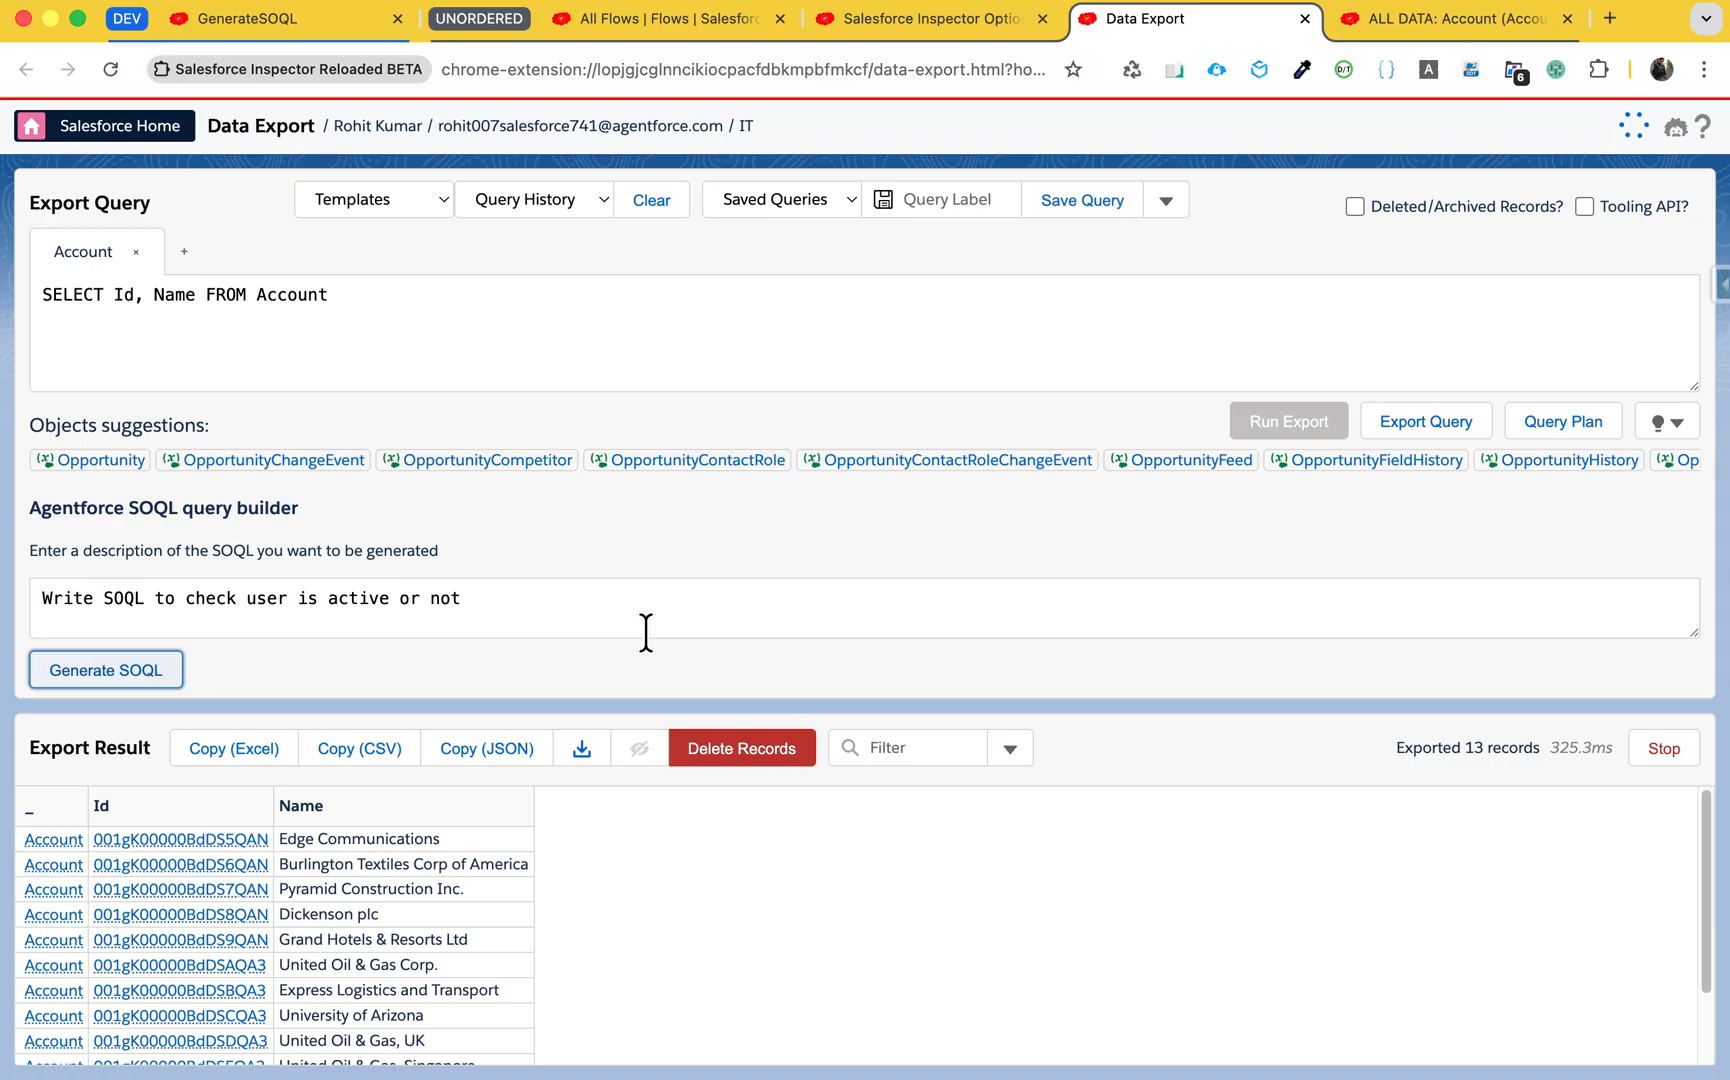 DEV GenerateSOQL UNORDERED All Flows | Flows | Salesforc Salesforce Inspector Optio Data Export ALL DATA: Account (Accou
Salesforce Inspector Reloaded BETA chrome-extension://lopjgjcglnncikiocpacfdbkmpbfmkcf/data-export.html?ho... D/T {} A SDT 6
Salesforce Home Data Export / Rohit Kumar / rohit007salesforce741@agentforce.com / IT ?
Export Query Templates Query History Clear Saved Queries Query Label Save Query Deleted/Archived Records? Tooling API?
Account × +
SELECT Id, Name FROM Account
Objects suggestions: Run Export Export Query Query Plan
(x) Opportunity (x) OpportunityChangeEvent (x) OpportunityCompetitor (x) OpportunityContactRole (x) OpportunityContactRoleChangeEvent (x) OpportunityFeed (x) OpportunityFieldHistory (x) OpportunityHistory (x) Op
Agentforce SOQL query builder
Enter a description of the SOQL you want to be generated
Write SOQL to check user is active or not
Generate SOQL
Export Result Copy (Excel) Copy (CSV) Copy (JSON) Delete Records Filter Exported 13 records 325.3ms Stop
_ Id Name
Account 001gK00000BdDS5QAN Edge Communications
Account 001gK00000BdDS6QAN Burlington Textiles Corp of America
Account 001gK00000BdDS7QAN Pyramid Construction Inc.
Account 001gK00000BdDS8QAN Dickenson plc
Account 001gK00000BdDS9QAN Grand Hotels & Resorts Ltd
Account 001gK00000BdDSAQA3 United Oil & Gas Corp.
Account 001gK00000BdDSBQA3 Express Logistics and Transport
Account 001gK00000BdDSCQA3 University of Arizona
Account 001gK00000BdDSDQA3 United Oil & Gas, UK
Account 001gK00000BdDSEQA3 United Oil & Gas, Singapore